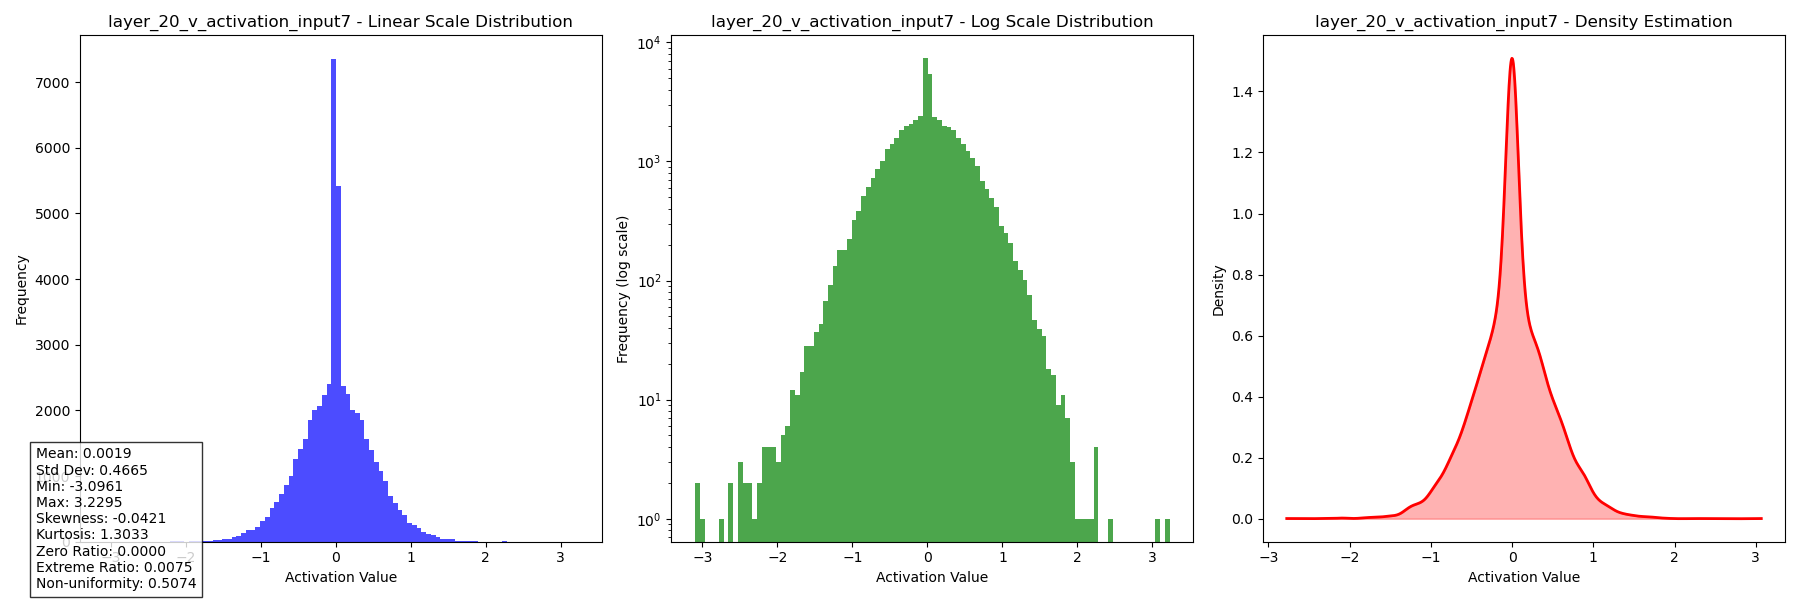 layer_20_v_activation_input7 - Linear Scale Distribution
7000
6000
5000
4000
3000
2000
Frequency
−2
−1
0
1
2
3
Activation Value
Mean: 0.0019
Std Dev: 0.4665
Min: -3.0961
Max: 3.2295
Skewness: -0.0421
Kurtosis: 1.3033
Zero Ratio: 0.0000
Extreme Ratio: 0.0075
Non-uniformity: 0.5074
layer_20_v_activation_input7 - Log Scale Distribution
10⁴
10³
10²
10¹
10⁰
Frequency (log scale)
−3
−2
−1
0
1
2
3
Activation Value
layer_20_v_activation_input7 - Density Estimation
1.4
1.2
1.0
0.8
0.6
0.4
0.2
0.0
Density
−3
−2
−1
0
1
2
3
Activation Value